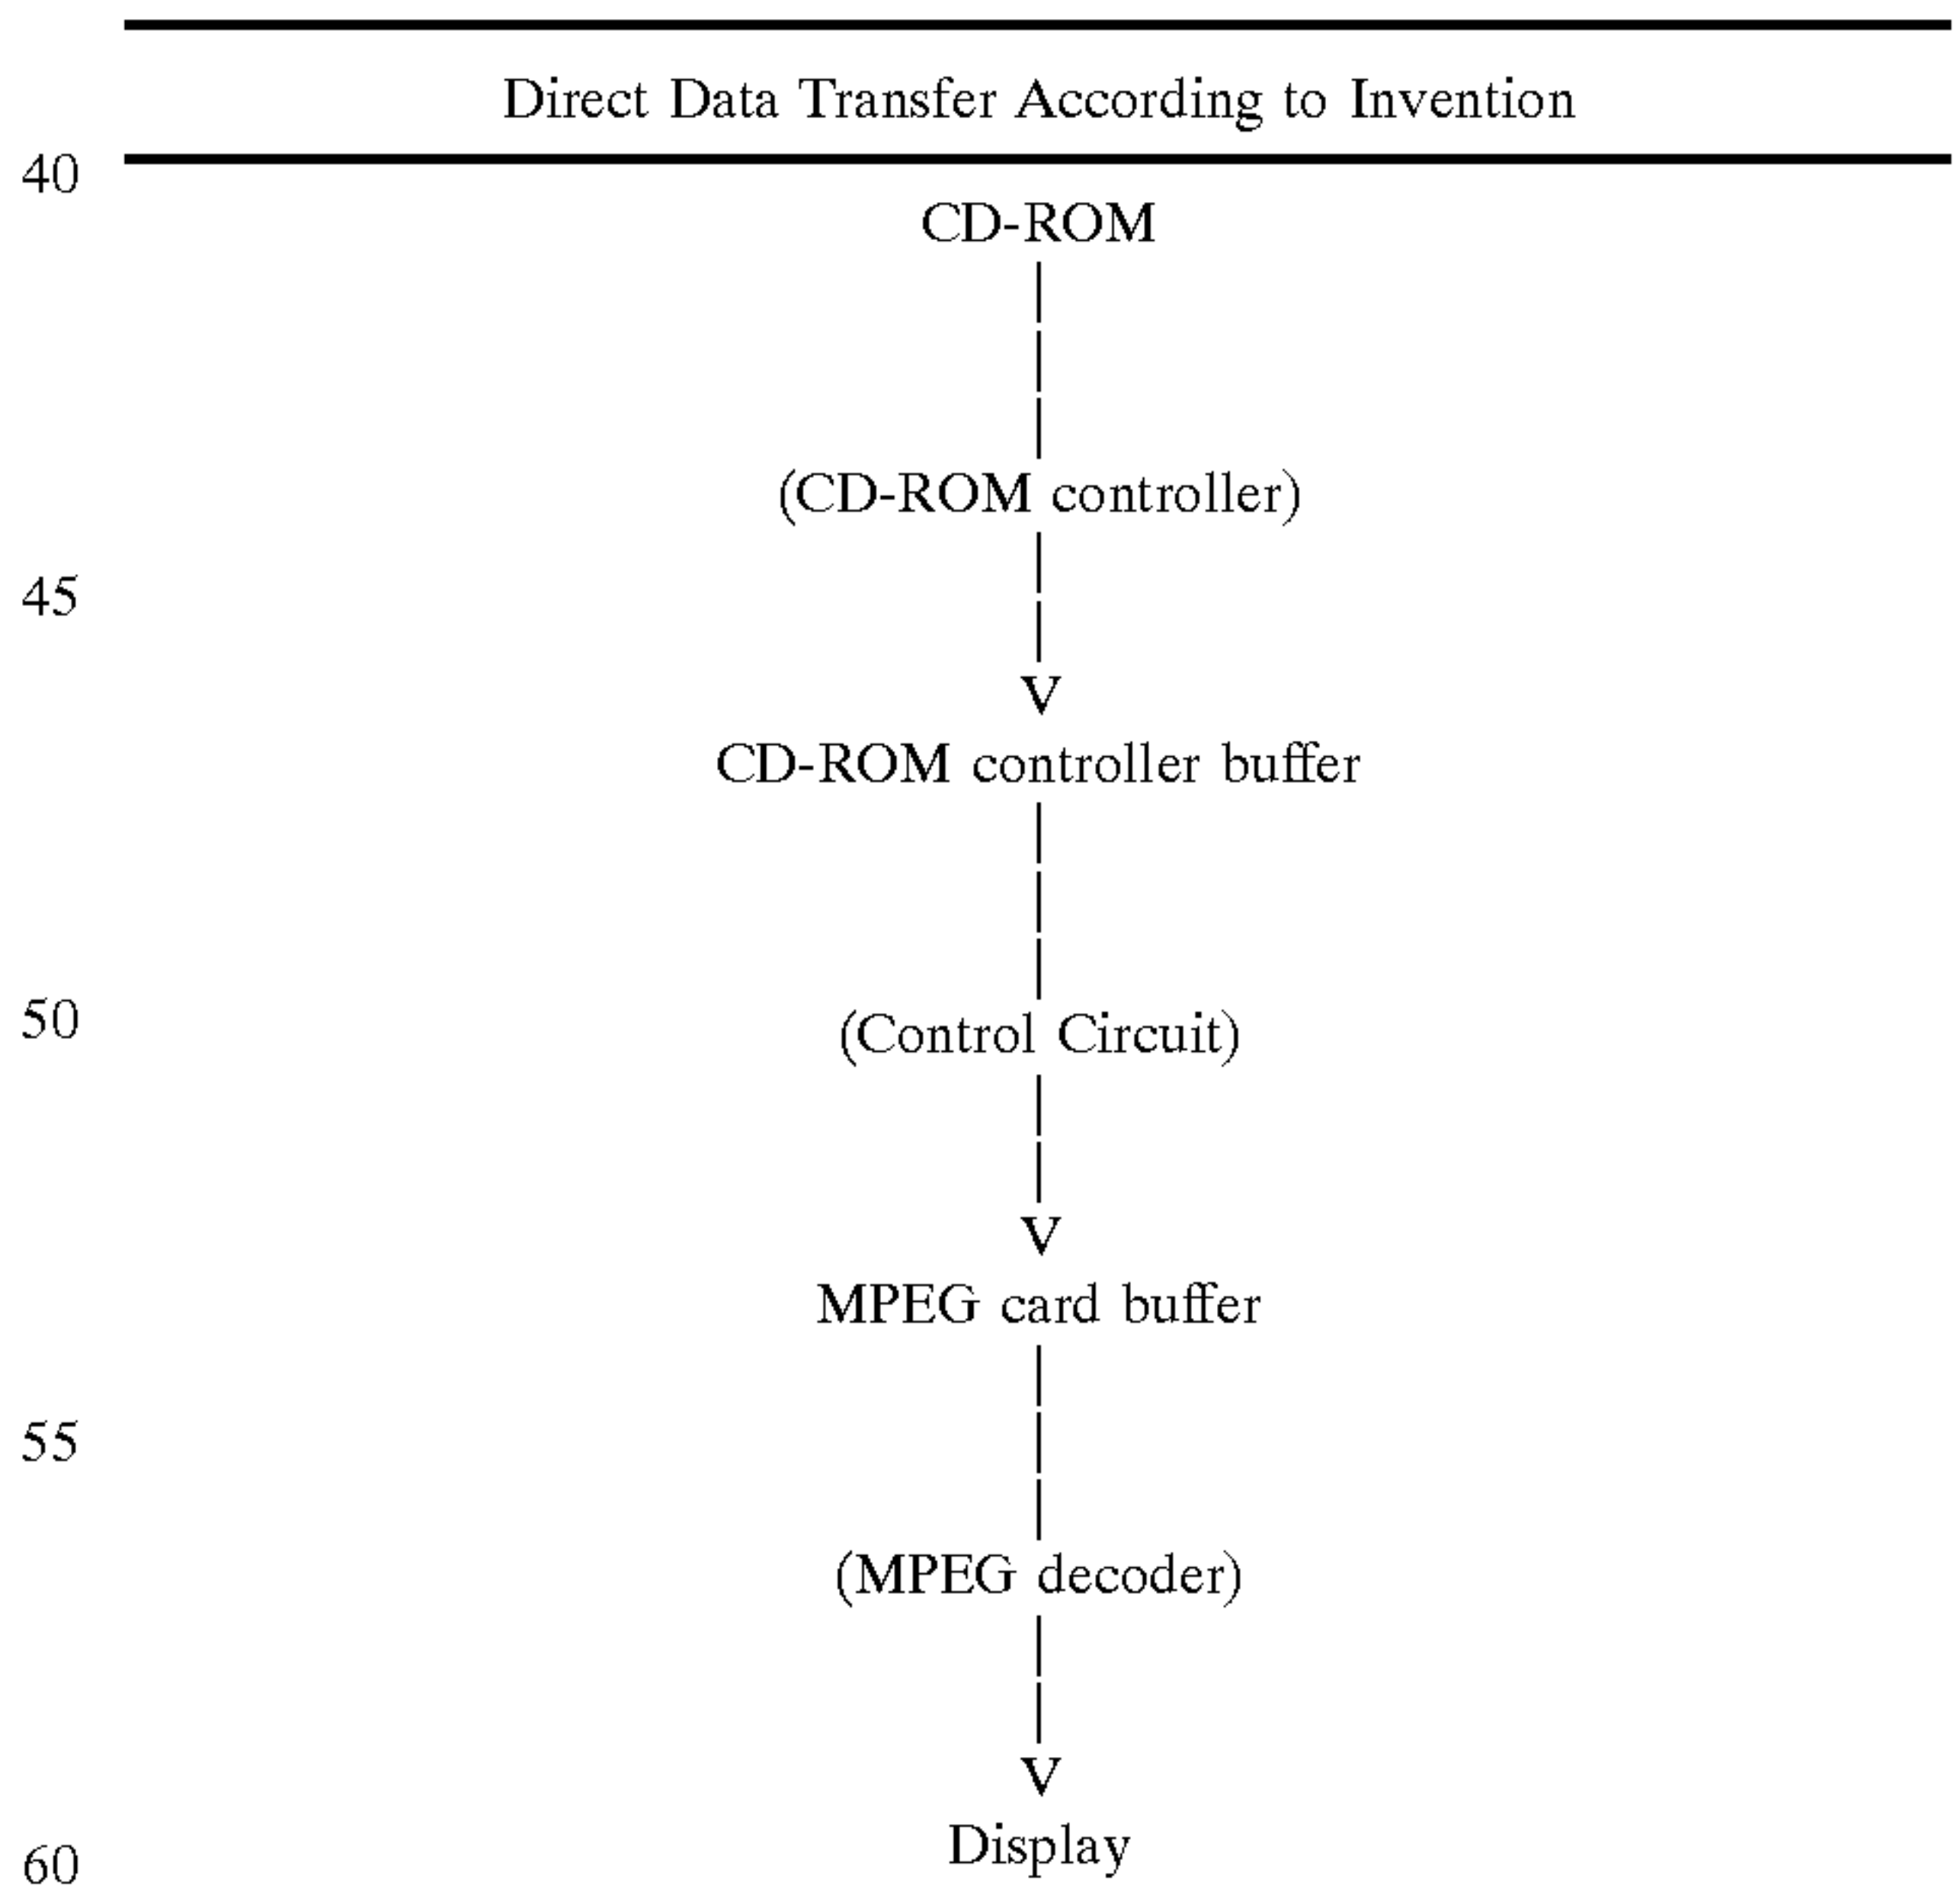 Direct Data Transfer According to Invention
40
CD-ROM
|
|
|
(CD-ROM controller)
|
45
|
V
CD-ROM controller buffer
|
|
|
50
(Control Circuit)
|
|
V
MPEG card buffer
|
55
|
|
(MPEG decoder)
|
|
V
Display
60